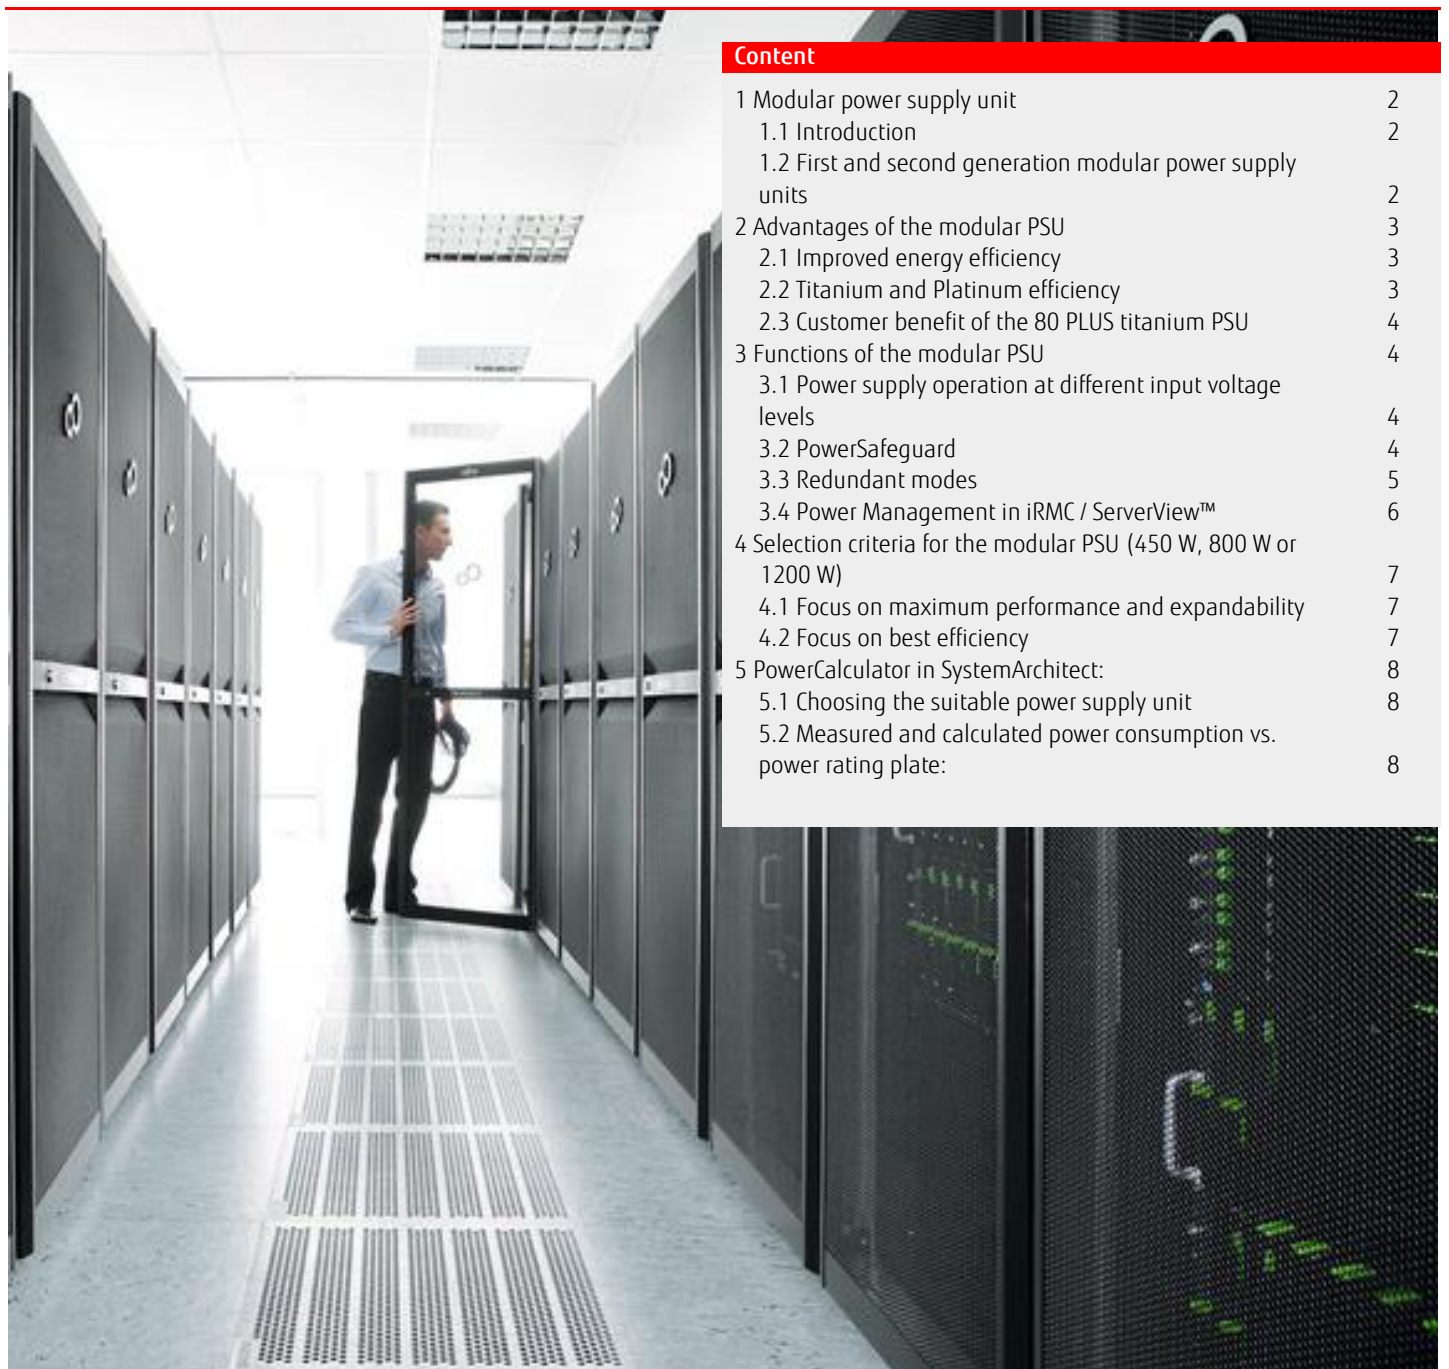 Content
1 Modular power supply unit 2
1.1 Introduction 2
1.2 First and second generation modular power supply
units 2
2 Advantages of the modular PSU 3
2.1 Improved energy efficiency 3
2.2 Titanium and Platinum efficiency 3
2.3 Customer benefit of the 80 PLUS titanium PSU 4
3 Functions of the modular PSU 4
3.1 Power supply operation at different input voltage
levels 4
3.2 PowerSafeguard 4
3.3 Redundant modes 5
3.4 Power Management in iRMC / ServerView™ 6
4 Selection criteria for the modular PSU (450 W, 800 W or
1200 W) 7
4.1 Focus on maximum performance and expandability 7
4.2 Focus on best efficiency 7
5 PowerCalculator in SystemArchitect: 8
5.1 Choosing the suitable power supply unit 8
5.2 Measured and calculated power consumption vs.
power rating plate: 8